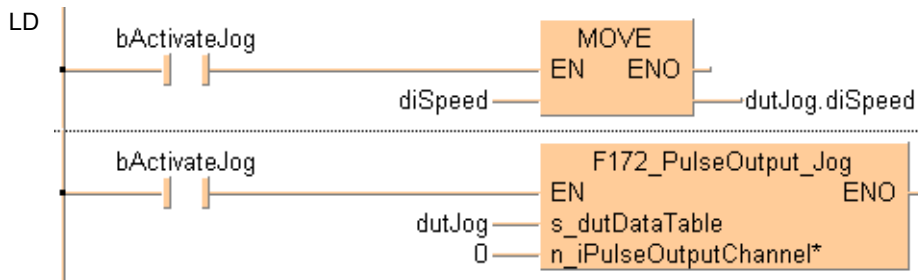 LD
bActivateJog
MOVE
EN ENO
diSpeed dutJog.diSpeed
bActivateJog
F172_PulseOutput_Jog
EN ENO
dutJog s_dutDataTable
0 n_iPulseOutputChannel*